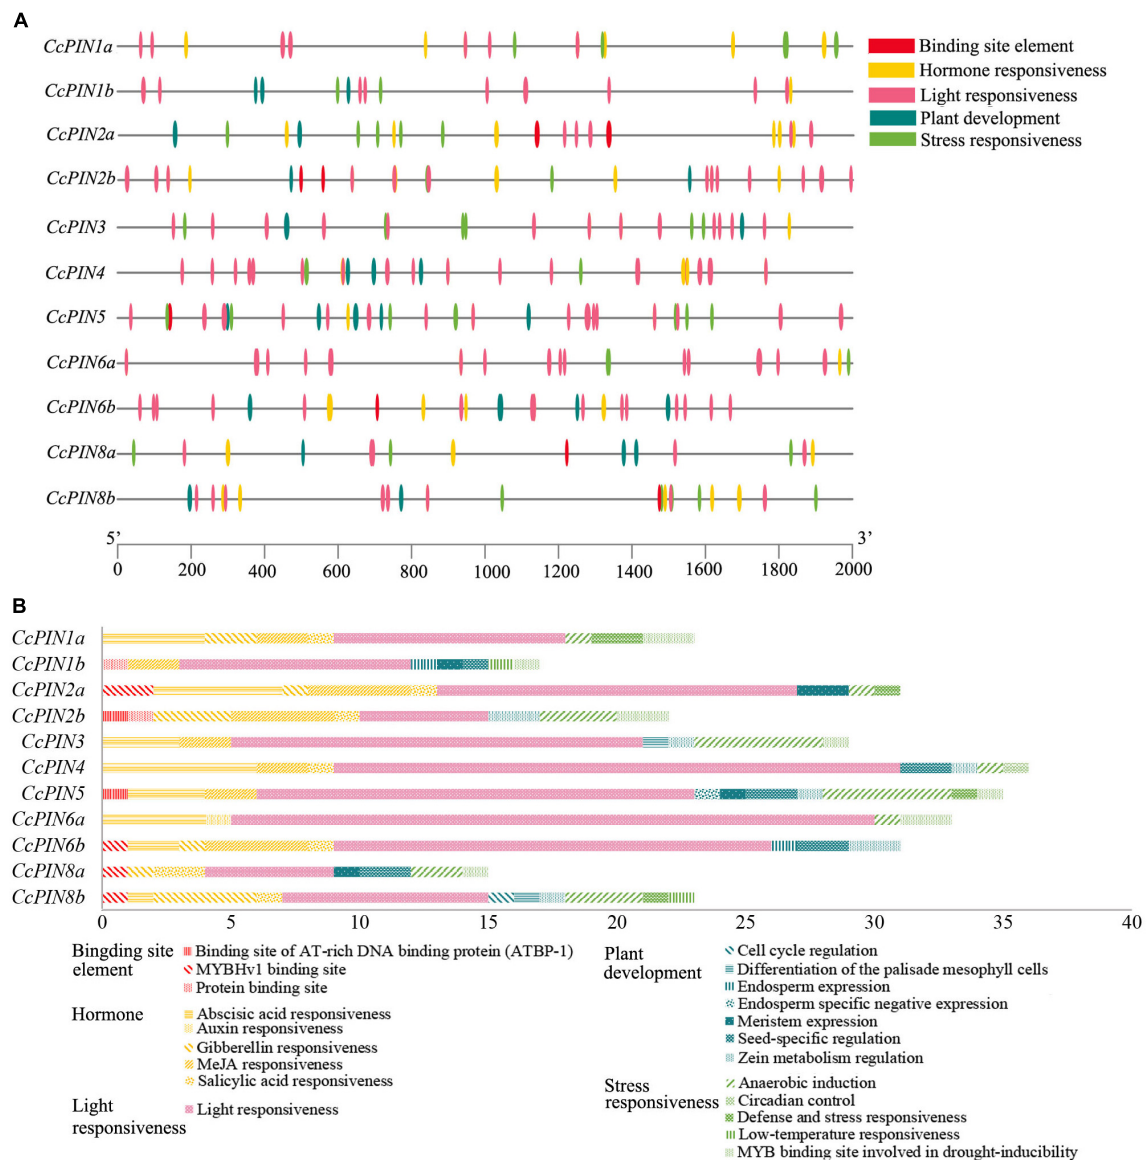 A
CcPIN1a
CcPIN1b
CcPIN2a
CcPIN2b
CcPIN3
CcPIN4
CcPIN5
CcPIN6a
CcPIN6b
CcPIN8a
CcPIN8b
Binding site element
Hormone responsiveness
Light responsiveness
Plant development
Stress responsiveness
5’ 3’
0 200 400 600 800 1000 1200 1400 1600 1800 2000
B
CcPIN1a
CcPIN1b
CcPIN2a
CcPIN2b
CcPIN3
CcPIN4
CcPIN5
CcPIN6a
CcPIN6b
CcPIN8a
CcPIN8b
0 5 10 15 20 25 30 35 40
Bingding site
element
Binding site of AT-rich DNA binding protein (ATBP-1)
MYBHv1 binding site
Protein binding site
Hormone
Abscisic acid responsiveness
Auxin responsiveness
Gibberellin responsiveness
MeJA responsiveness
Salicylic acid responsiveness
Light
responsiveness
Light responsiveness
Plant
development
Cell cycle regulation
Differentiation of the palisade mesophyll cells
Endosperm expression
Endosperm specific negative expression
Meristem expression
Seed-specific regulation
Zein metabolism regulation
Stress
responsiveness
Anaerobic induction
Circadian control
Defense and stress responsiveness
Low-temperature responsiveness
MYB binding site involved in drought-inducibility